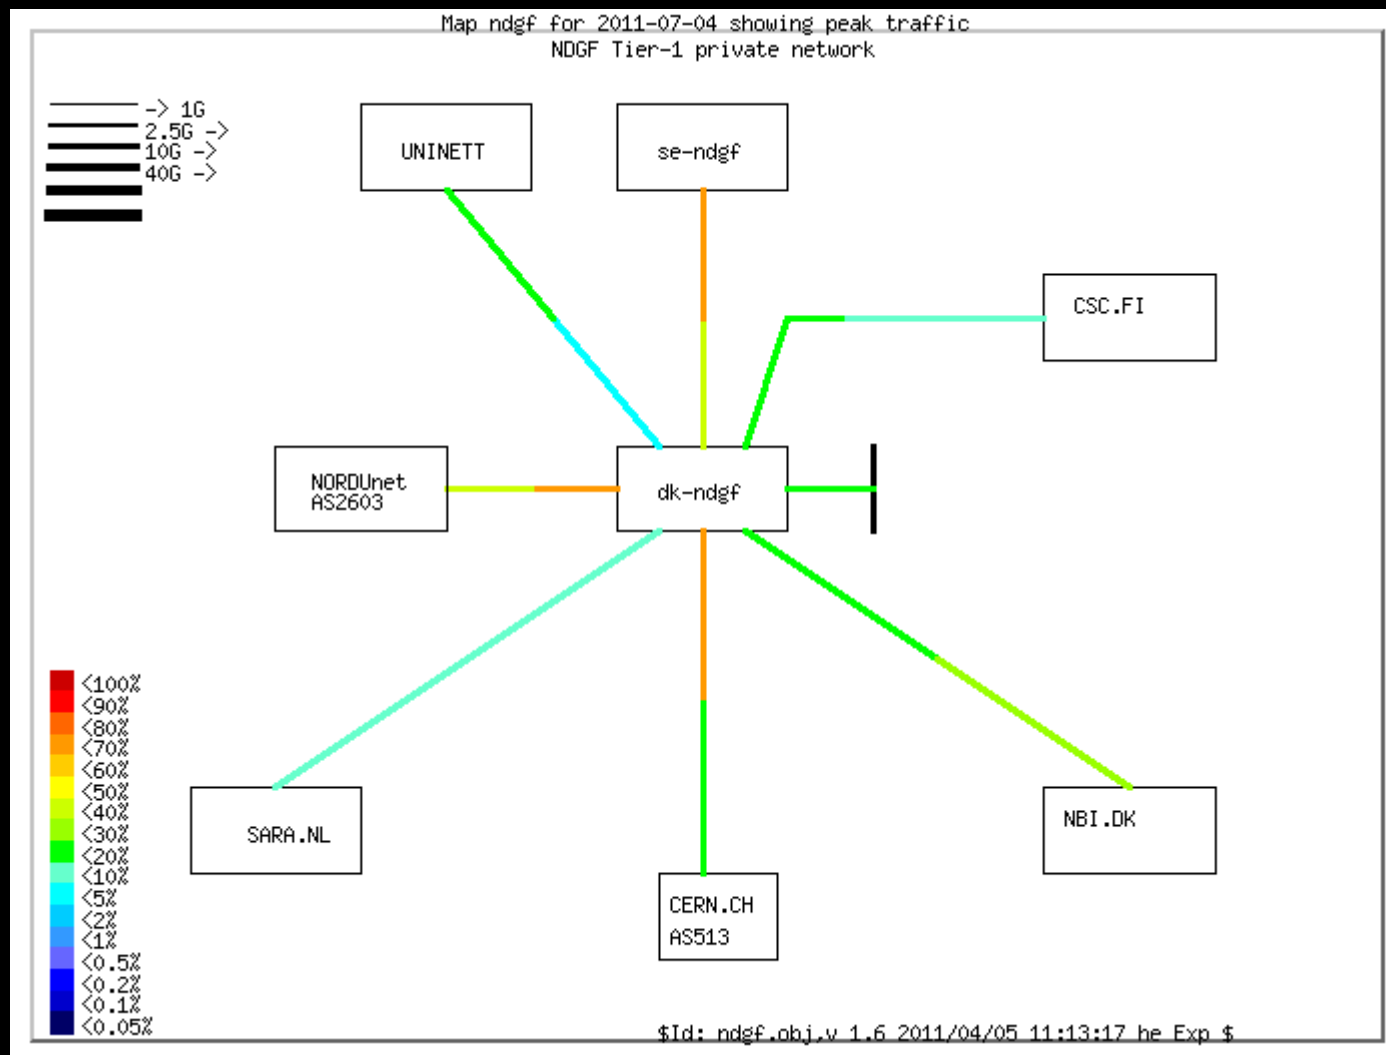 Map ndgf for 2011-07-04 showing peak traffic
NDGF Tier-1 private network
-> 1G
2.5G ->
10G ->
40G ->
UNINETT
se-ndgf
CSC.FI
NORDUnet
AS2603
dk-ndgf
SARA.NL
NBI.DK
CERN.CH
AS513
<100%
<90%
<80%
<70%
<60%
<50%
<40%
<30%
<20%
<10%
<5%
<2%
<1%
<0.5%
<0.2%
<0.1%
<0.05%
$Id: ndgf.obj,v 1.6 2011/04/05 11:13:17 he Exp $